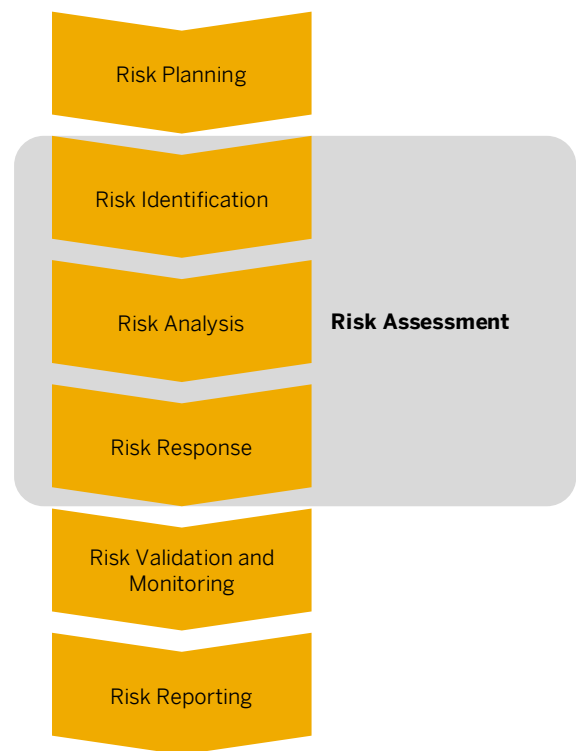 Risk Planning
Risk Identification
Risk Analysis
Risk Assessment
Risk Response
Risk Validation and
Monitoring
Risk Reporting